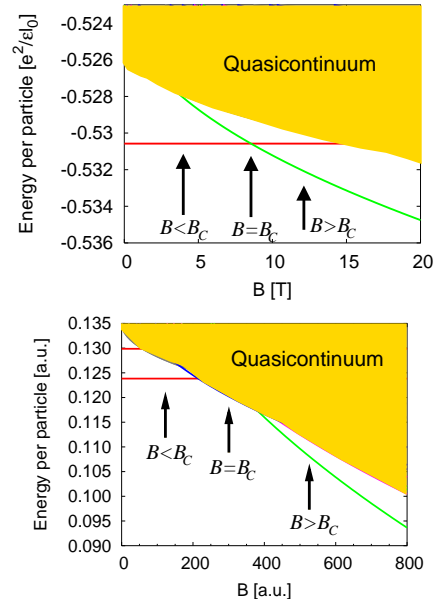 Energy per particle [e²/εl₀]
-0.524
-0.526
-0.528
-0.53
-0.532
-0.534
-0.536
Quasicontinuum
B<B_C
B=B_C
B>B_C
0 5 10 15 20
B [T]
Energy per particle [a.u.]
0.135
0.130
0.125
0.120
0.115
0.110
0.105
0.100
0.095
0.090
Quasicontinuum
B<B_C
B=B_C
B>B_C
0 200 400 600 800
B [a.u.]